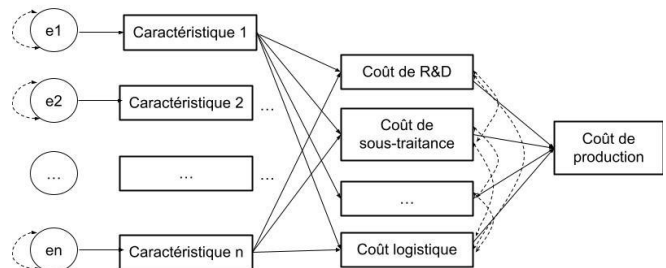 e1
Caractéristique 1
Coût de R&D
e2
Caractéristique 2
...
Coût de
sous-traitance
Coût de
production
...
...
...
...
en
Caractéristique n
Coût logistique